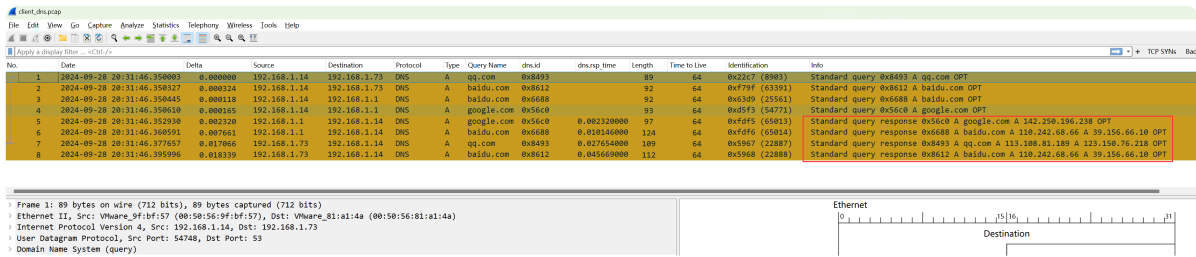 client_dns.pcap
File Edit View Go Capture Analyze Statistics Telephony Wireless Tools Help
Apply a display filter ... <Ctrl-/> + TCP SYNs Bad
No. Date Delta Source Destination Protocol Type Query Name dns.id dns.rsp_time Length Time to Live Identification Info
1 2024-09-28 20:31:46.350003 0.000000 192.168.1.14 192.168.1.73 DNS A qq.com 0x8493 89 64 0x22c7 (8903) Standard query 0x8493 A qq.com OPT
2 2024-09-28 20:31:46.350327 0.000324 192.168.1.14 192.168.1.73 DNS A baidu.com 0x8612 92 64 0xf79f (63391) Standard query 0x8612 A baidu.com OPT
3 2024-09-28 20:31:46.350445 0.000118 192.168.1.14 192.168.1.1 DNS A baidu.com 0x6688 92 64 0x63d9 (25561) Standard query 0x6688 A baidu.com OPT
4 2024-09-28 20:31:46.350610 0.000165 192.168.1.14 192.168.1.1 DNS A google.com 0x56c0 93 64 0xd5f3 (54771) Standard query 0x56c0 A google.com OPT
5 2024-09-28 20:31:46.352930 0.002320 192.168.1.1 192.168.1.14 DNS A google.com 0x56c0 0.002320000 97 64 0xfdf5 (65013) Standard query response 0x56c0 A google.com A 142.250.196.238 OPT
6 2024-09-28 20:31:46.360591 0.007661 192.168.1.1 192.168.1.14 DNS A baidu.com 0x6688 0.010146000 124 64 0xfdf6 (65014) Standard query response 0x6688 A baidu.com A 110.242.68.66 A 39.156.66.10 OPT
7 2024-09-28 20:31:46.377657 0.017066 192.168.1.73 192.168.1.14 DNS A qq.com 0x8493 0.027654000 109 64 0x5967 (22887) Standard query response 0x8493 A qq.com A 113.108.81.189 A 123.150.76.218 OPT
8 2024-09-28 20:31:46.395996 0.018339 192.168.1.73 192.168.1.14 DNS A baidu.com 0x8612 0.045669000 112 64 0x5968 (22888) Standard query response 0x8612 A baidu.com A 110.242.68.66 A 39.156.66.10 OPT
> Frame 1: 89 bytes on wire (712 bits), 89 bytes captured (712 bits)
> Ethernet II, Src: VMware_9f:bf:57 (00:50:56:9f:bf:57), Dst: VMware_81:a1:4a (00:50:56:81:a1:4a)
> Internet Protocol Version 4, Src: 192.168.1.14, Dst: 192.168.1.73
> User Datagram Protocol, Src Port: 54748, Dst Port: 53
> Domain Name System (query)
Ethernet
0 15 16 31
Destination